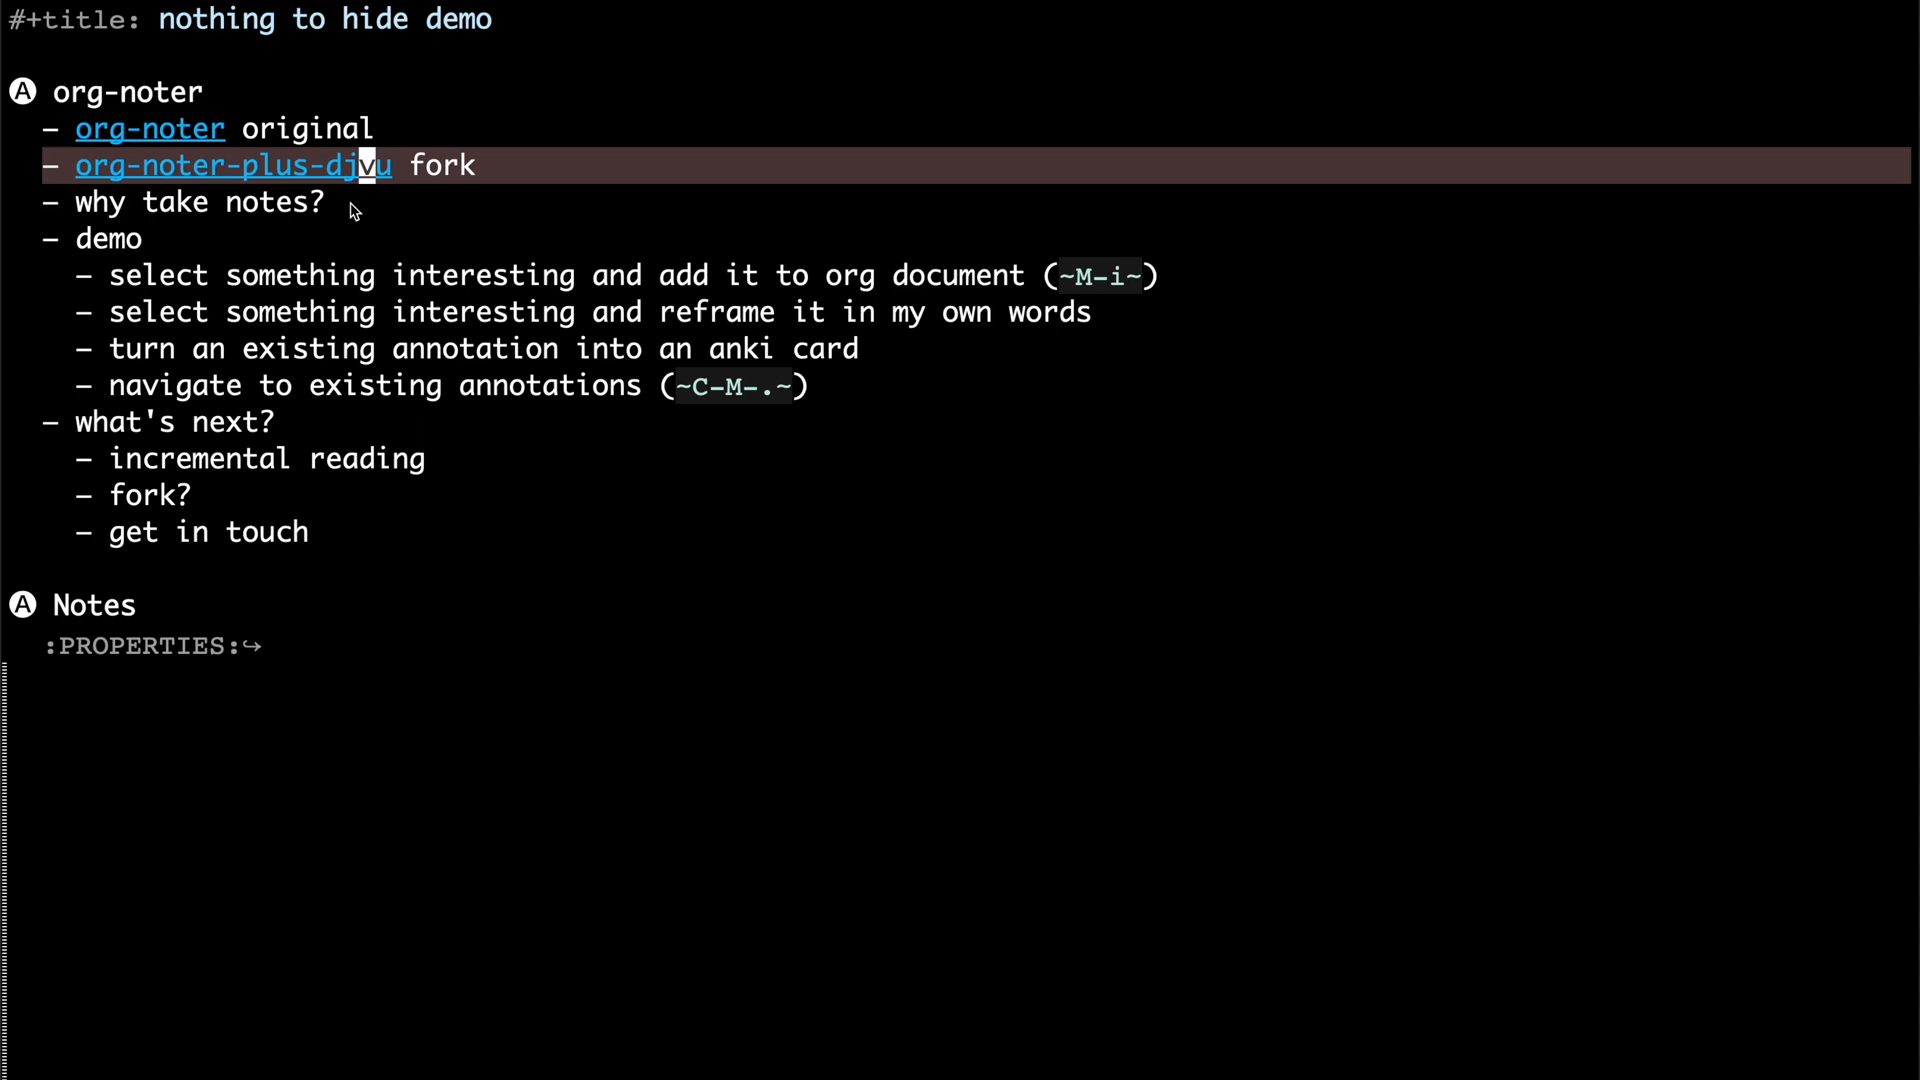 #+title: nothing to hide demo
A org-noter
– org-noter original
– org-noter-plus-djvu fork
– why take notes?
– demo
– select something interesting and add it to org document (~M-i~)
– select something interesting and reframe it in my own words
– turn an existing annotation into an anki card
– navigate to existing annotations (~C-M-.~)
– what's next?
– incremental reading
– fork?
– get in touch
A Notes
:PROPERTIES:↪